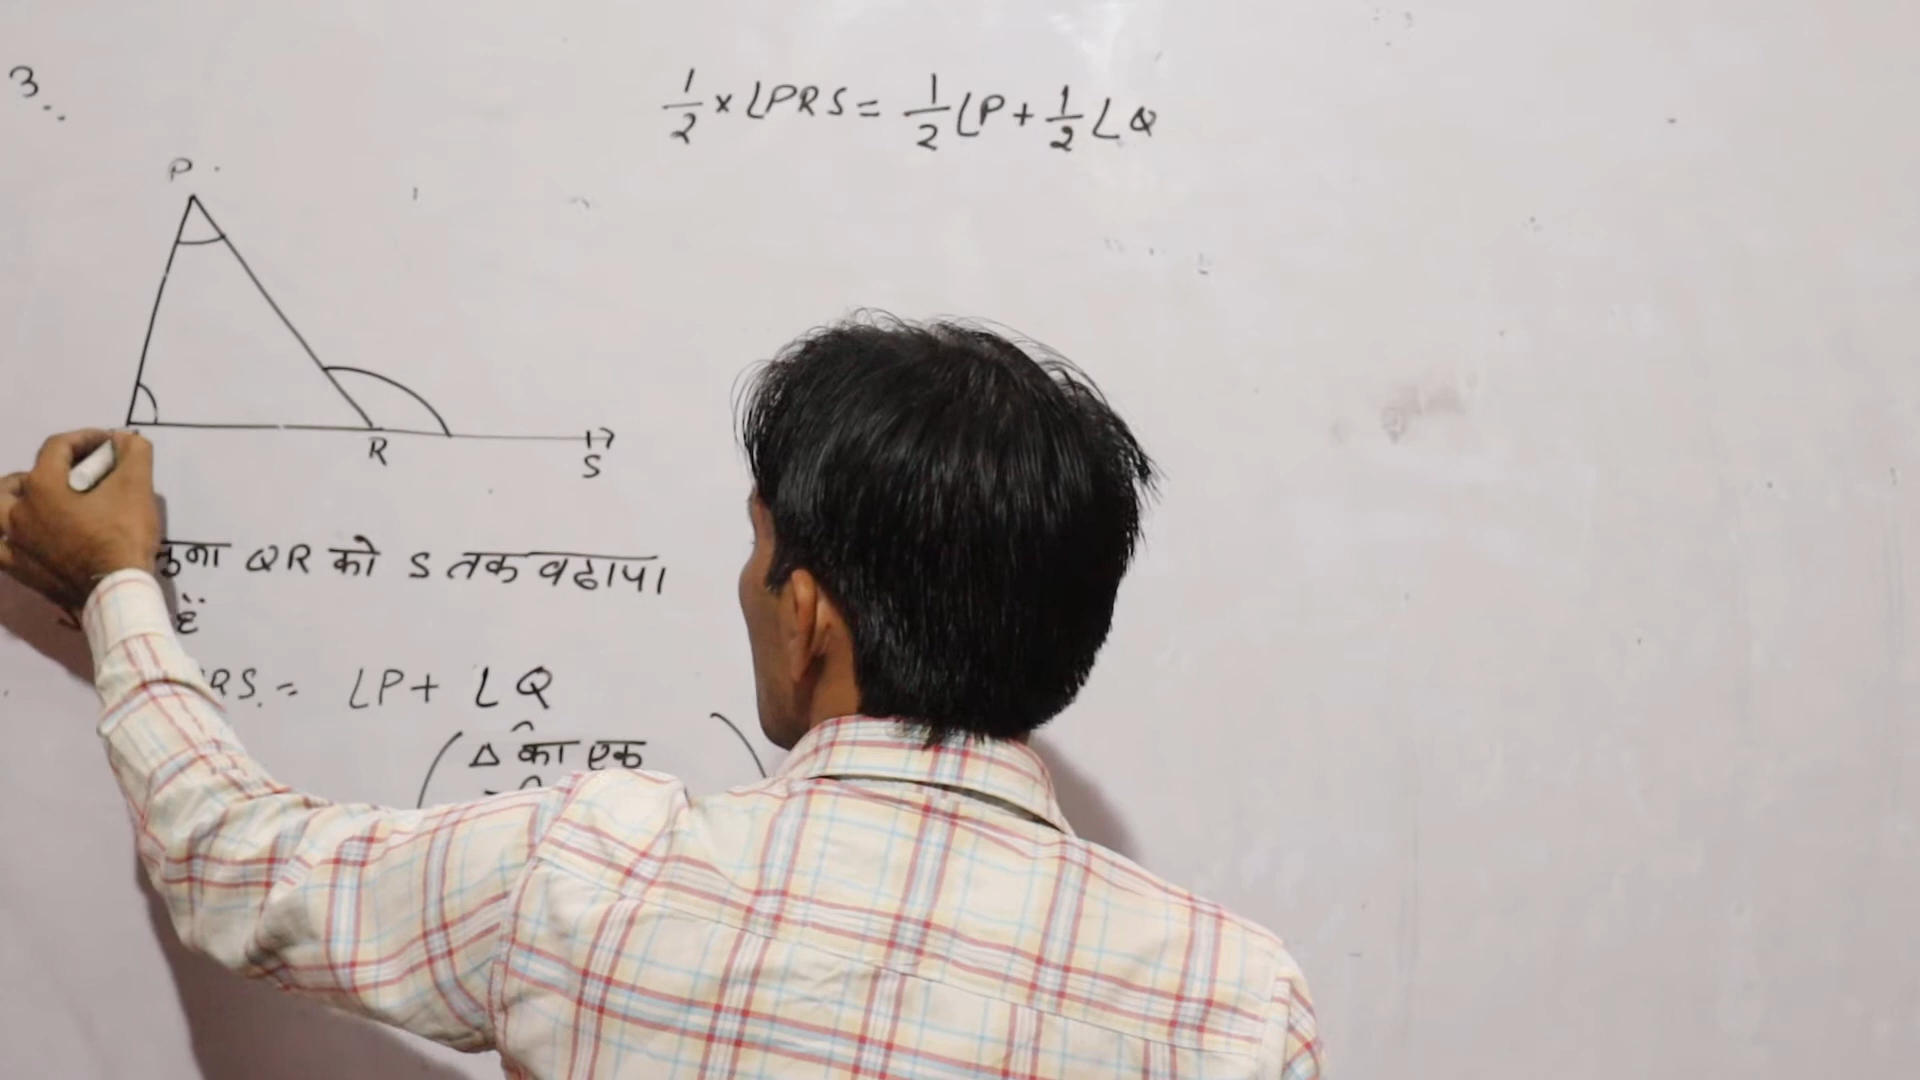 3.
1/2 × ∠PRS = 1/2 ∠P + 1/2 ∠Q
P
R
S
QR को S तक बढाया
है
RS. = ∠P + ∠Q
Δ का एक